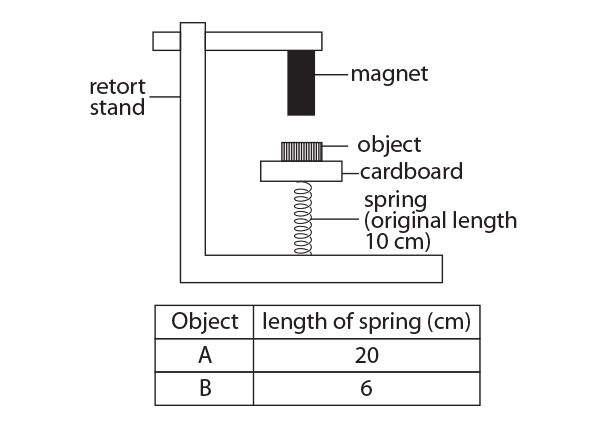 retort
stand
magnet
object
cardboard
spring
(original length
10 cm)
Object length of spring (cm)
A 20
B 6